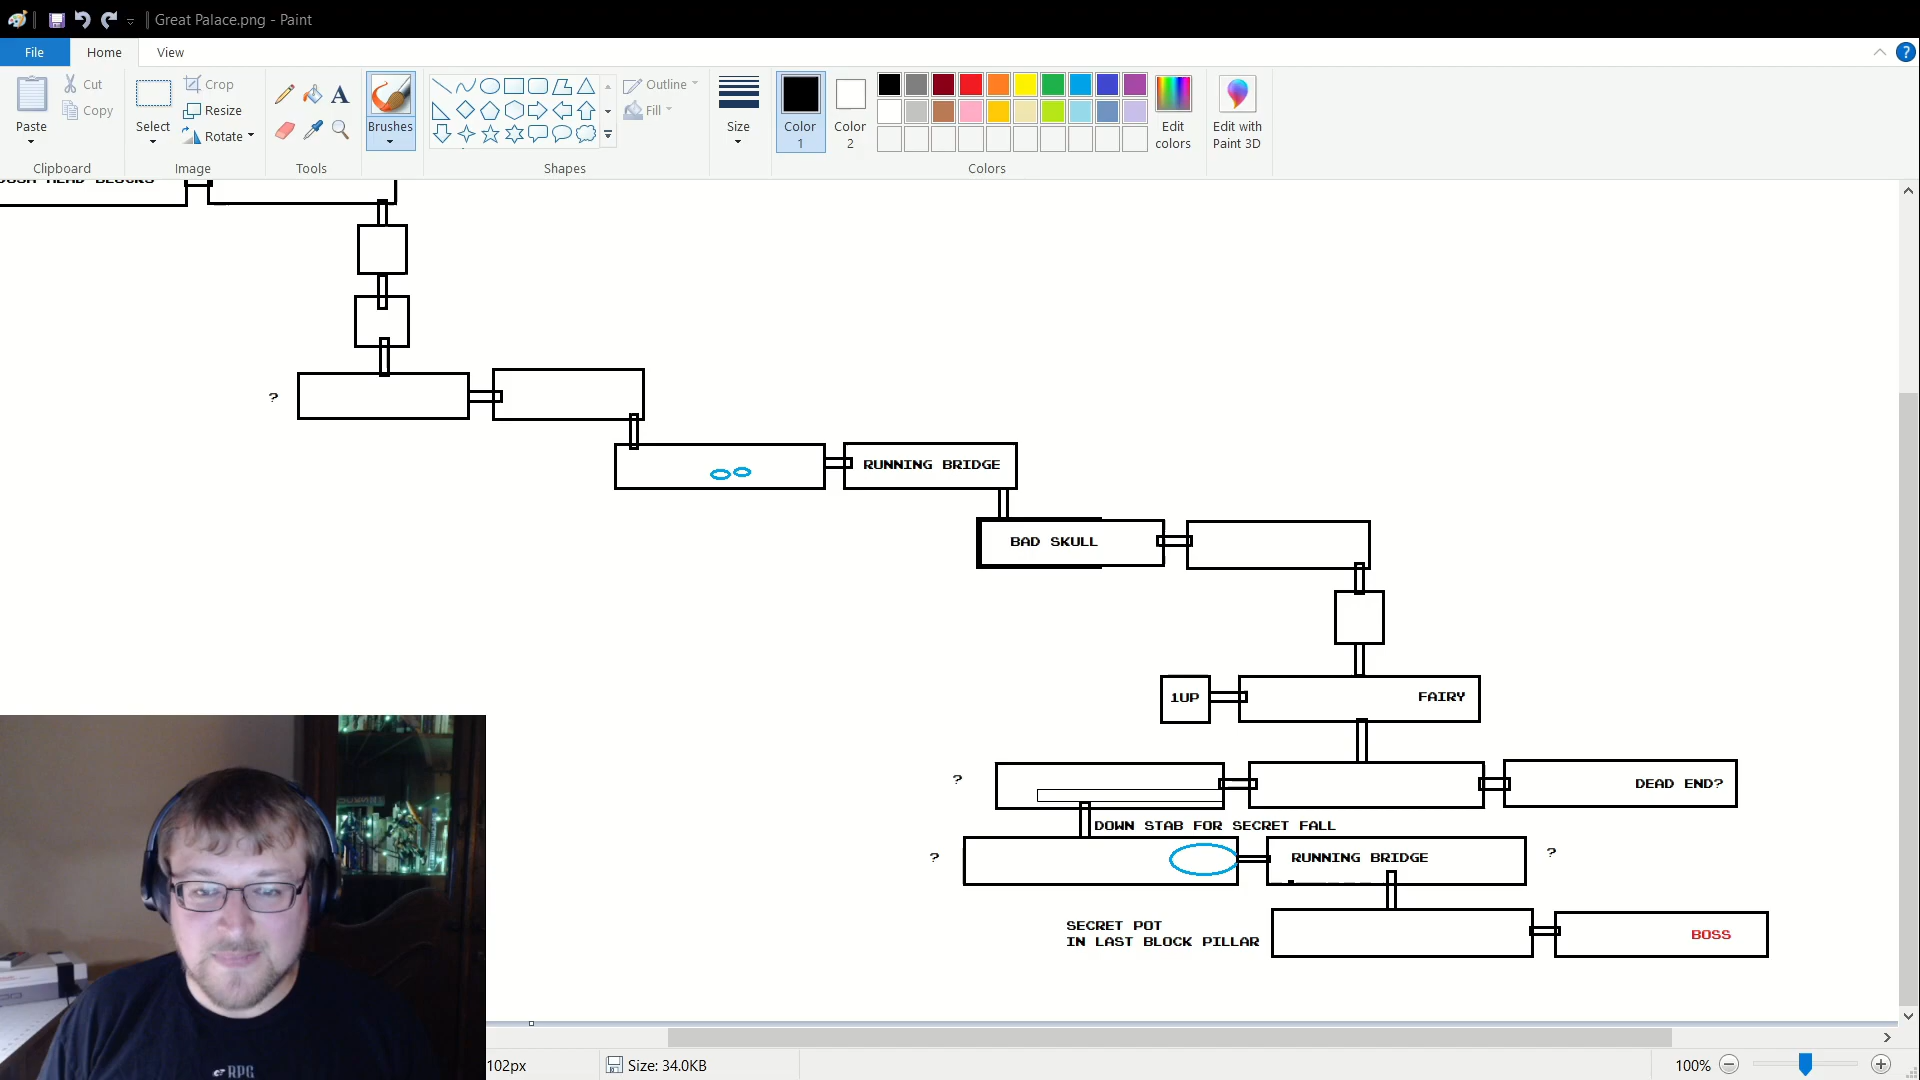 Great Palace.png - Paint
File
Home
View
Paste
Cut
Copy
Clipboard
Select
Crop
Resize
Rotate
Image
A
Tools
Brushes
Outline
Fill
Shapes
Size
Color
1
Color
2
Edit
colors
Edit with
Paint 3D
Colors
?
?
RUNNING BRIDGE
BAD SKULL
1UP
FAIRY
?
DEAD END?
DOWN STAB FOR SECRET FALL
?
RUNNING BRIDGE
?
SECRET POT
IN LAST BLOCK PILLAR
BOSS
RPG
102px
Size: 34.0KB
100%